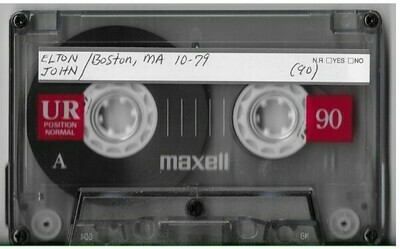 ELTON / Boston, MA 10-79
JOHN /
N.R □YES □NO
(90)
UR
POSITION
NORMAL
90
A
maxell